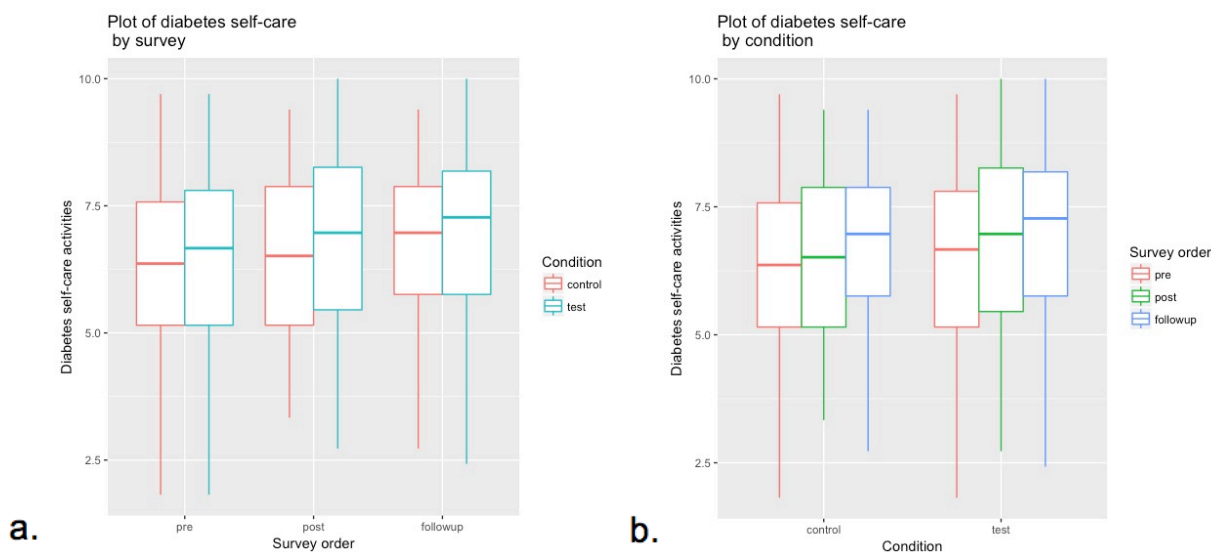 Plot of diabetes self-care
by survey
10.0
7.5
5.0
2.5
Diabetes self-care activities
pre
post
followup
Survey order
Condition
control
test
a.
Plot of diabetes self-care
by condition
10.0
7.5
5.0
2.5
Diabetes self-care activities
control
test
Condition
Survey order
pre
post
followup
b.